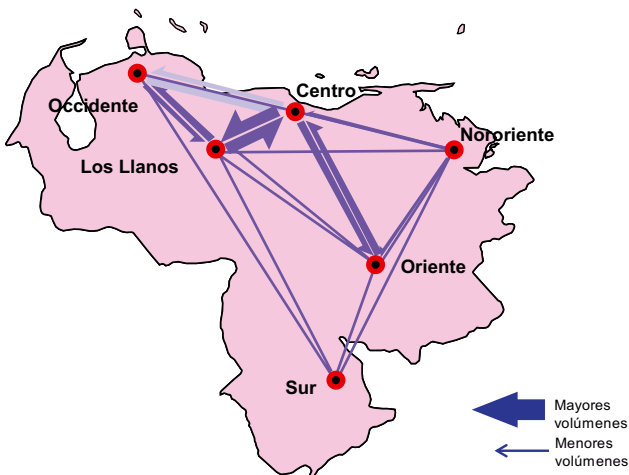 Centro
Occidente
Nororiente
Los Llanos
Oriente
Sur
Mayores
volúmenes
Menores
volúmenes